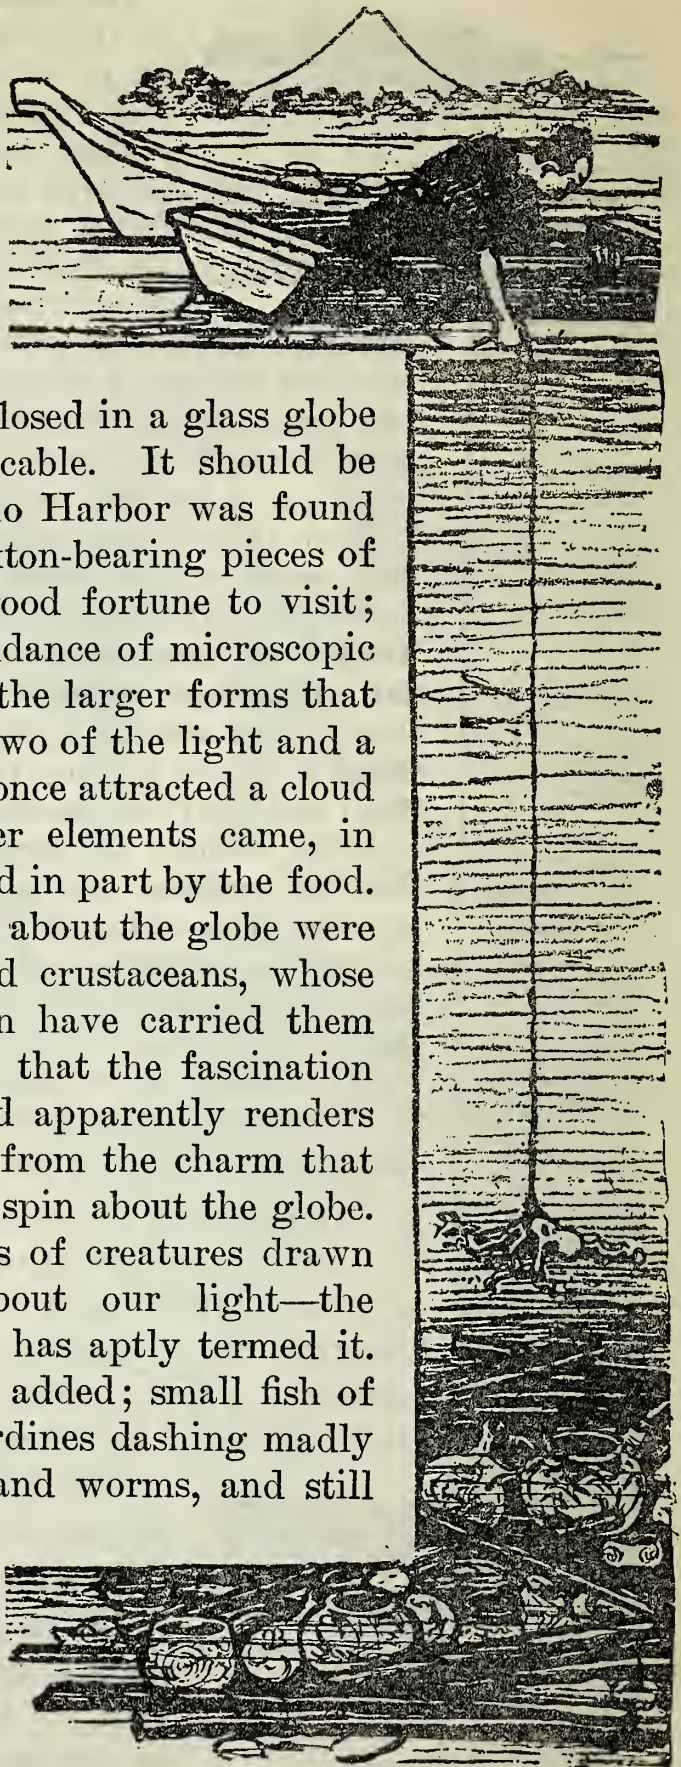 losed in a glass globe
cable. It should be
o Harbor was found
kton-bearing pieces of
ood fortune to visit;
dance of microscopic
the larger forms that
wo of the light and a
once attracted a cloud
er elements came, in
d in part by the food.
about the globe were
d crustaceans, whose
n have carried them
that the fascination
d apparently renders
from the charm that
spin about the globe.
s of creatures drawn
bout our light—the
has aptly termed it.
added; small fish of
rdines dashing madly
and worms, and still